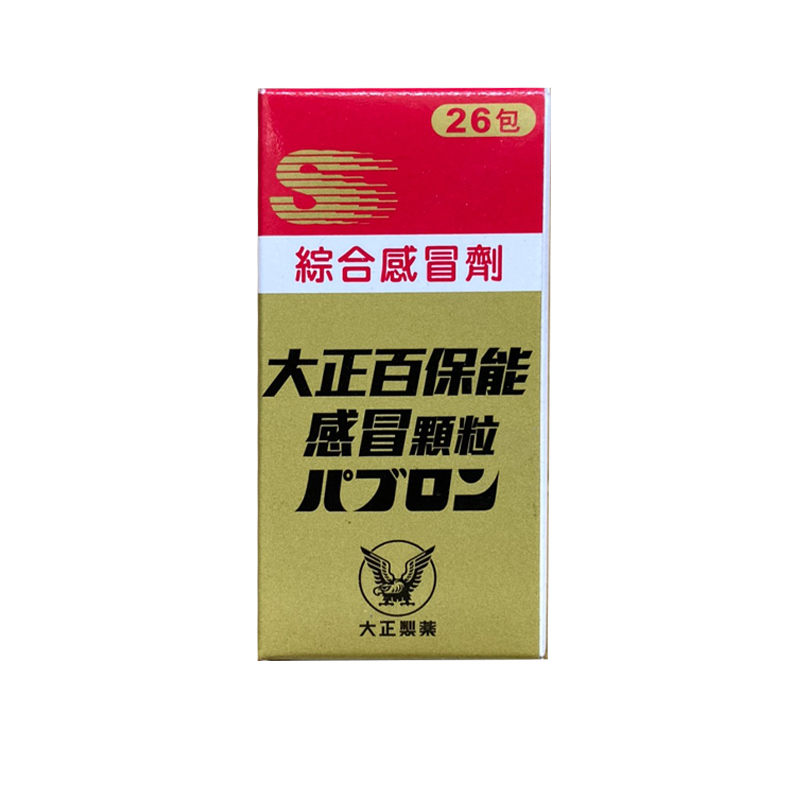 26包
S
綜合感冒劑
大正百保能
感冒顆粒
パブロン
大正製薬